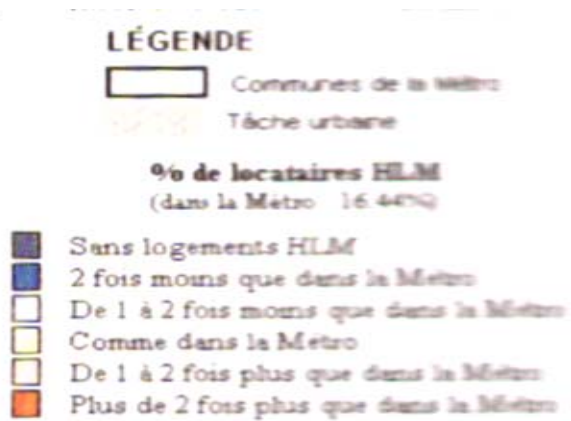 LÉGENDE
Communes de la Métro
Tâche urbaine
% de locataires HLM
(dans la Métro 16.44%)
Sans logements HLM
2 fois moins que dans la Métro
De 1 à 2 fois moins que dans la Métro
Comme dans la Métro
De 1 à 2 fois plus que dans la Métro
Plus de 2 fois plus que dans la Métro